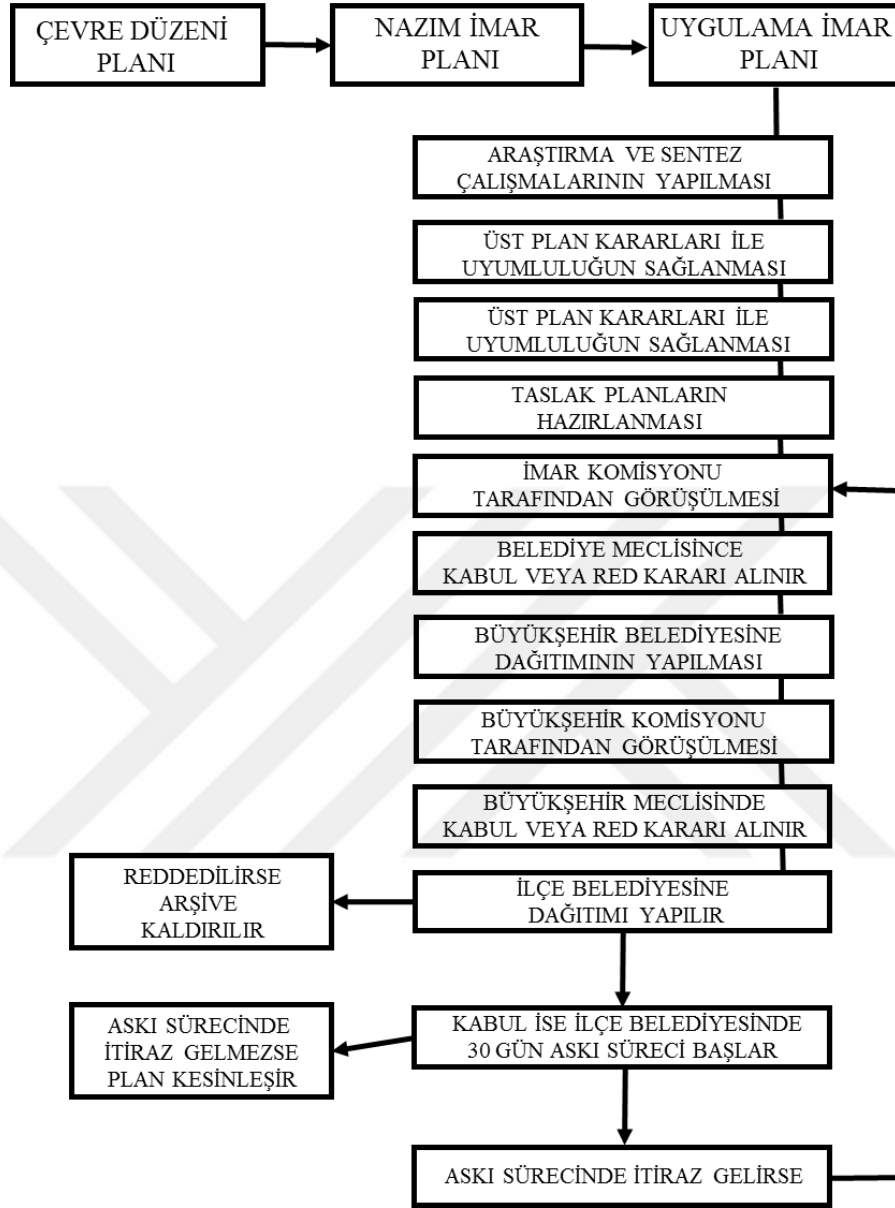 ÇEVRE DÜZENİ
PLANI
NAZIM İMAR
PLANI
UYGULAMA İMAR
PLANI
ARAŞTIRMA VE SENTEZ
ÇALIŞMALARININ YAPILMASI
ÜST PLAN KARARLARI İLE
UYUMLULUĞUN SAĞLANMASI
ÜST PLAN KARARLARI İLE
UYUMLULUĞUN SAĞLANMASI
TASLAK PLANLARIN
HAZIRLANMASI
İMAR KOMİSYONU
TARAFINDAN GÖRÜŞÜLMESİ
BELEDİYE MECLİSİNCE
KABUL VEYA RED KARARI ALINIR
BÜYÜKŞEHİR BELEDİYESİNE
DAĞITIMININ YAPILMASI
BÜYÜKŞEHİR KOMİSYONU
TARAFINDAN GÖRÜŞÜLMESİ
BÜYÜKŞEHİR MECLİSİNDE
KABUL VEYA RED KARARI ALINIR
REDDEDİLİRSE
ARŞİVE
KALDIRILIR
İLÇE BELEDİYESİNE
DAĞITIMI YAPILIR
ASKI SÜRECİNDE
İTİRAZ GELMEZSE
PLAN KESİNLEŞİR
KABUL İSE İLÇE BELEDİYESİNDE
30 GÜN ASKI SÜRECİ BAŞLAR
ASKI SÜRECİNDE İTİRAZ GELİRSE